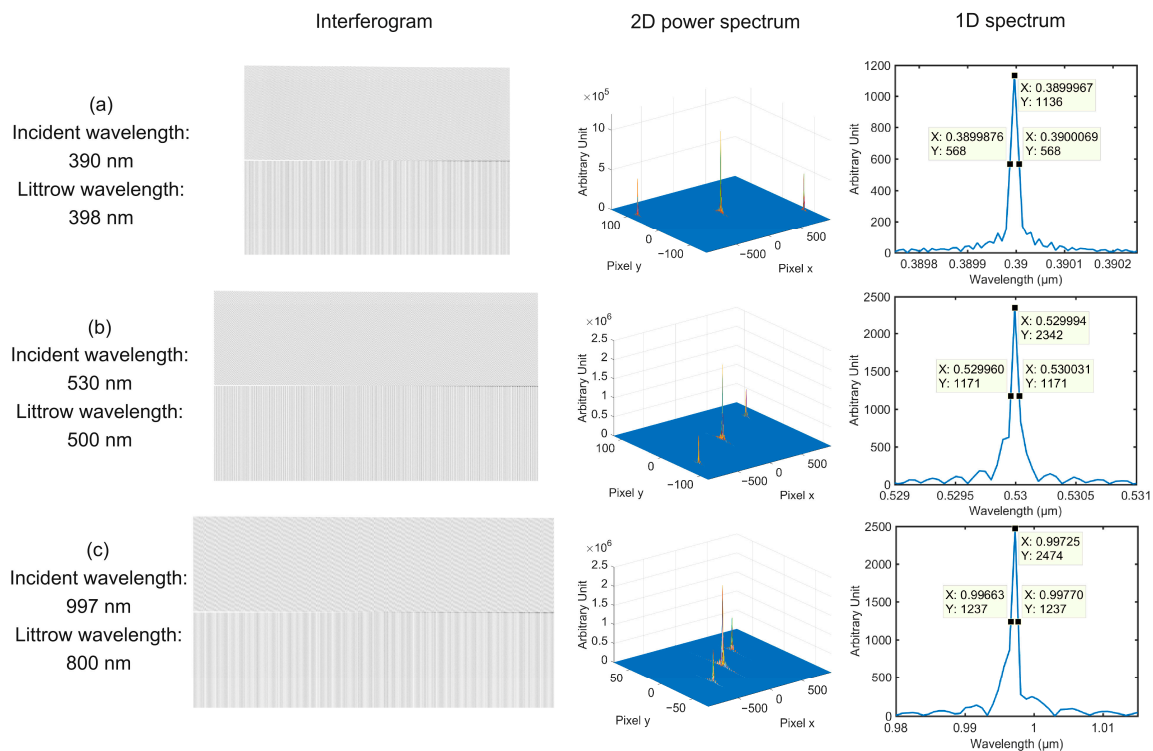 Interferogram
2D power spectrum
1D spectrum
(a)
Incident wavelength:
390 nm
Littrow wavelength:
398 nm
×10⁵
10
5
0
Arbitrary Unit
100
0
−100
Pixel y
−500
0
500
Pixel x
1200
1000
800
600
400
200
0
Arbitrary Unit
X: 0.3899967
Y: 1136
X: 0.3899876
Y: 568
X: 0.3900069
Y: 568
0.3898 0.3899 0.39 0.3901 0.3902
Wavelength (μm)
(b)
Incident wavelength:
530 nm
Littrow wavelength:
500 nm
×10⁶
2.5
2
1.5
1
0.5
0
Arbitrary Unit
100
0
−100
Pixel y
−500
0
500
Pixel x
2500
2000
1500
1000
500
0
Arbitrary Unit
X: 0.529994
Y: 2342
X: 0.529960
Y: 1171
X: 0.530031
Y: 1171
0.529 0.5295 0.53 0.5305 0.531
Wavelength (μm)
(c)
Incident wavelength:
997 nm
Littrow wavelength:
800 nm
×10⁶
2.5
2
1.5
1
0.5
0
Arbitrary Unit
50
0
−50
Pixel y
−500
0
500
Pixel x
2500
2000
1500
1000
500
0
Arbitrary Unit
X: 0.99725
Y: 2474
X: 0.99663
Y: 1237
X: 0.99770
Y: 1237
0.98 0.99 1 1.01
Wavelength (μm)